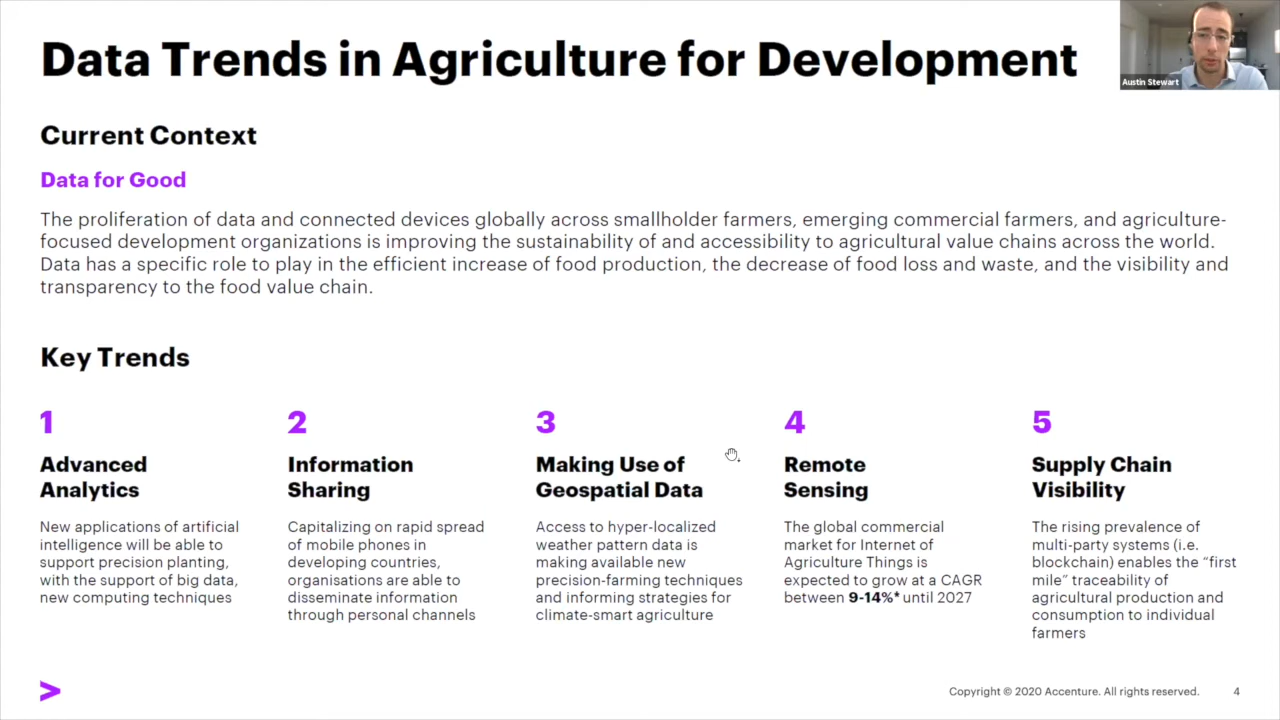 Data Trends in Agriculture for Development
Austin Stewart
Current Context
Data for Good
The proliferation of data and connected devices globally across smallholder farmers, emerging commercial farmers, and agriculture-
focused development organizations is improving the sustainability of and accessibility to agricultural value chains across the world.
Data has a specific role to play in the efficient increase of food production, the decrease of food loss and waste, and the visibility and
transparency to the food value chain.
Key Trends
1
Advanced
Analytics
New applications of artificial
intelligence will be able to
support precision planting,
with the support of big data,
new computing techniques
2
Information
Sharing
Capitalizing on rapid spread
of mobile phones in
developing countries,
organisations are able to
disseminate information
through personal channels
3
Making Use of
Geospatial Data
Access to hyper-localized
weather pattern data is
making available new
precision-farming techniques
and informing strategies for
climate-smart agriculture
4
Remote
Sensing
The global commercial
market for Internet of
Agriculture Things is
expected to grow at a CAGR
between 9-14%* until 2027
5
Supply Chain
Visibility
The rising prevalence of
multi-party systems (i.e.
blockchain) enables the “first
mile” traceability of
agricultural production and
consumption to individual
farmers
Copyright © 2020 Accenture. All rights reserved.
4